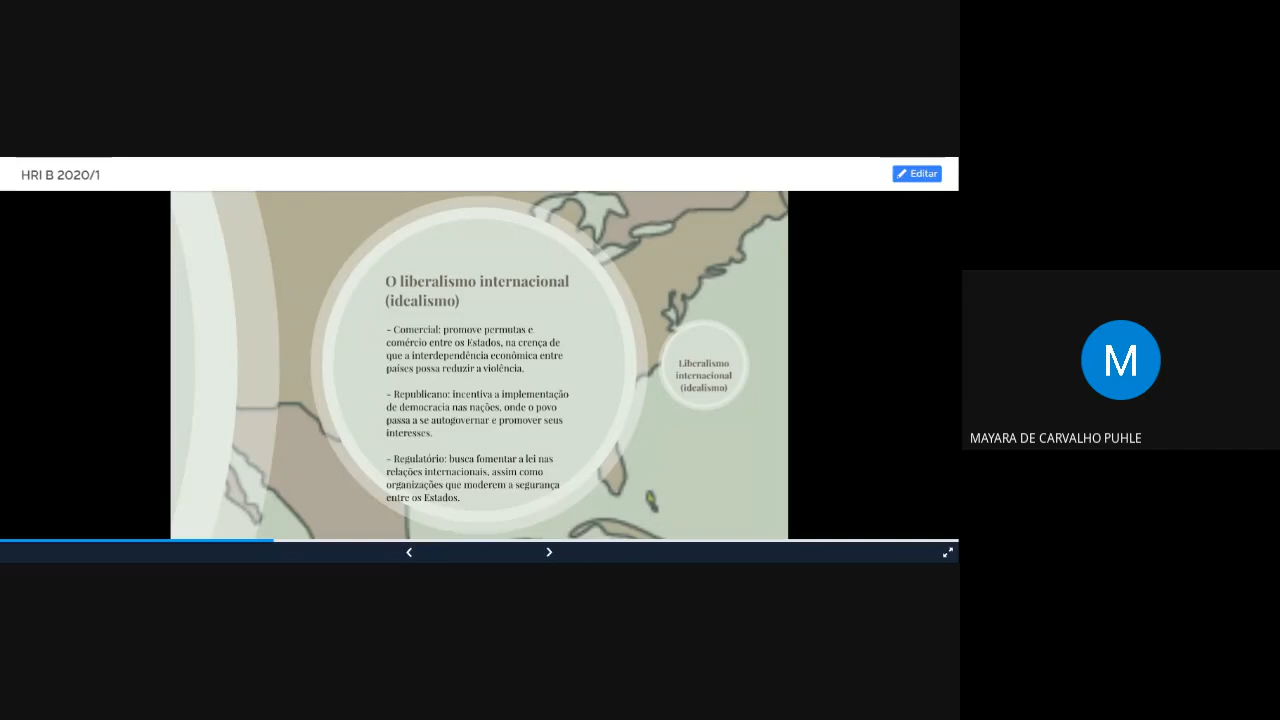 HRI B 2020/1
Editar
O liberalismo internacional
(idealismo)
- Comercial: promove permutas e
comércio entre os Estados, na crença de
que a interdependência econômica entre
países possa reduzir a violência.
- Republicano: incentiva a implementação
de democracia nas nações, onde o povo
passa a se autogovernar e promover seus
interesses.
- Regulatório: busca fomentar a lei nas
relações internacionais, assim como
organizações que moderem a segurança
entre os Estados.
Liberalismo
internacional
(idealismo)
M
MAYARA DE CARVALHO PUHLE